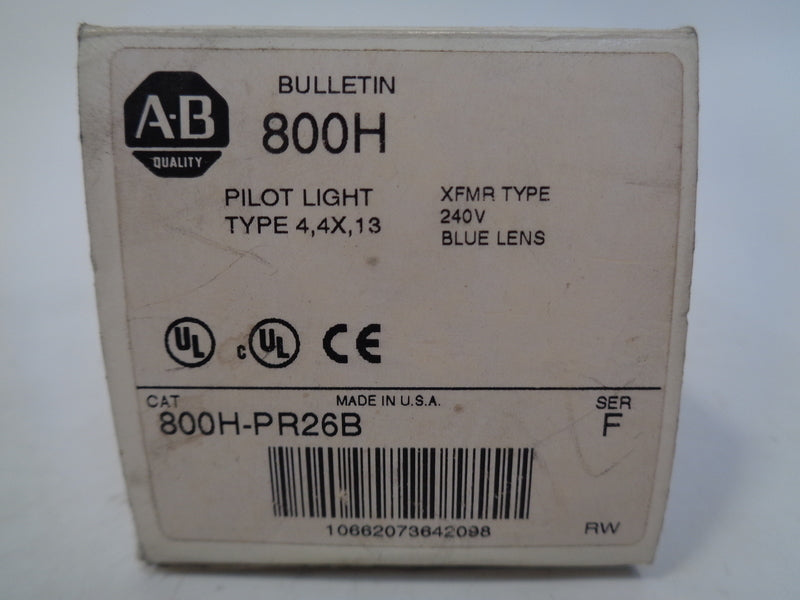 A-B
QUALITY
BULLETIN
800H
PILOT LIGHT
TYPE 4,4X,13
XFMR TYPE
240V
BLUE LENS
UL
c UL
CE
CAT
MADE IN U.S.A.
SER
800H-PR26B
F
10662073642098
RW